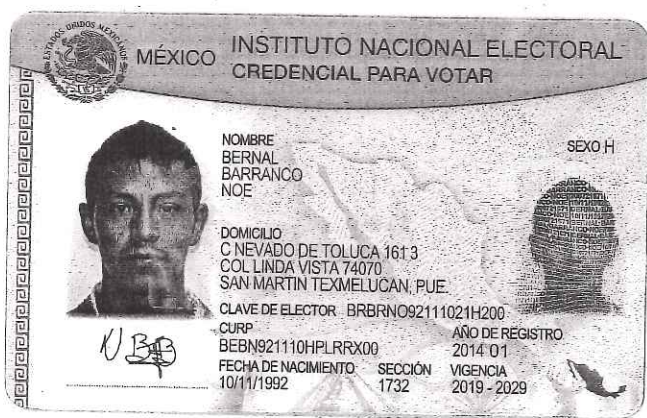 ESTADOS UNIDOS MEXICANOS
MÉXICO INSTITUTO NACIONAL ELECTORAL
CREDENCIAL PARA VOTAR
NOMBRE
BERNAL
BARRANCO
NOE
SEXO H
DOMICILIO
C NEVADO DE TOLUCA 1613
COL LINDA VISTA 74070
SAN MARTIN TEXMELUCAN, PUE.
CLAVE DE ELECTOR BRBRNO92111021H200
CURP
BEBN921110HPLRRX00
AÑO DE REGISTRO
2014 01
FECHA DE NACIMIENTO
10/11/1992
SECCIÓN
1732
VIGENCIA
2019 - 2029